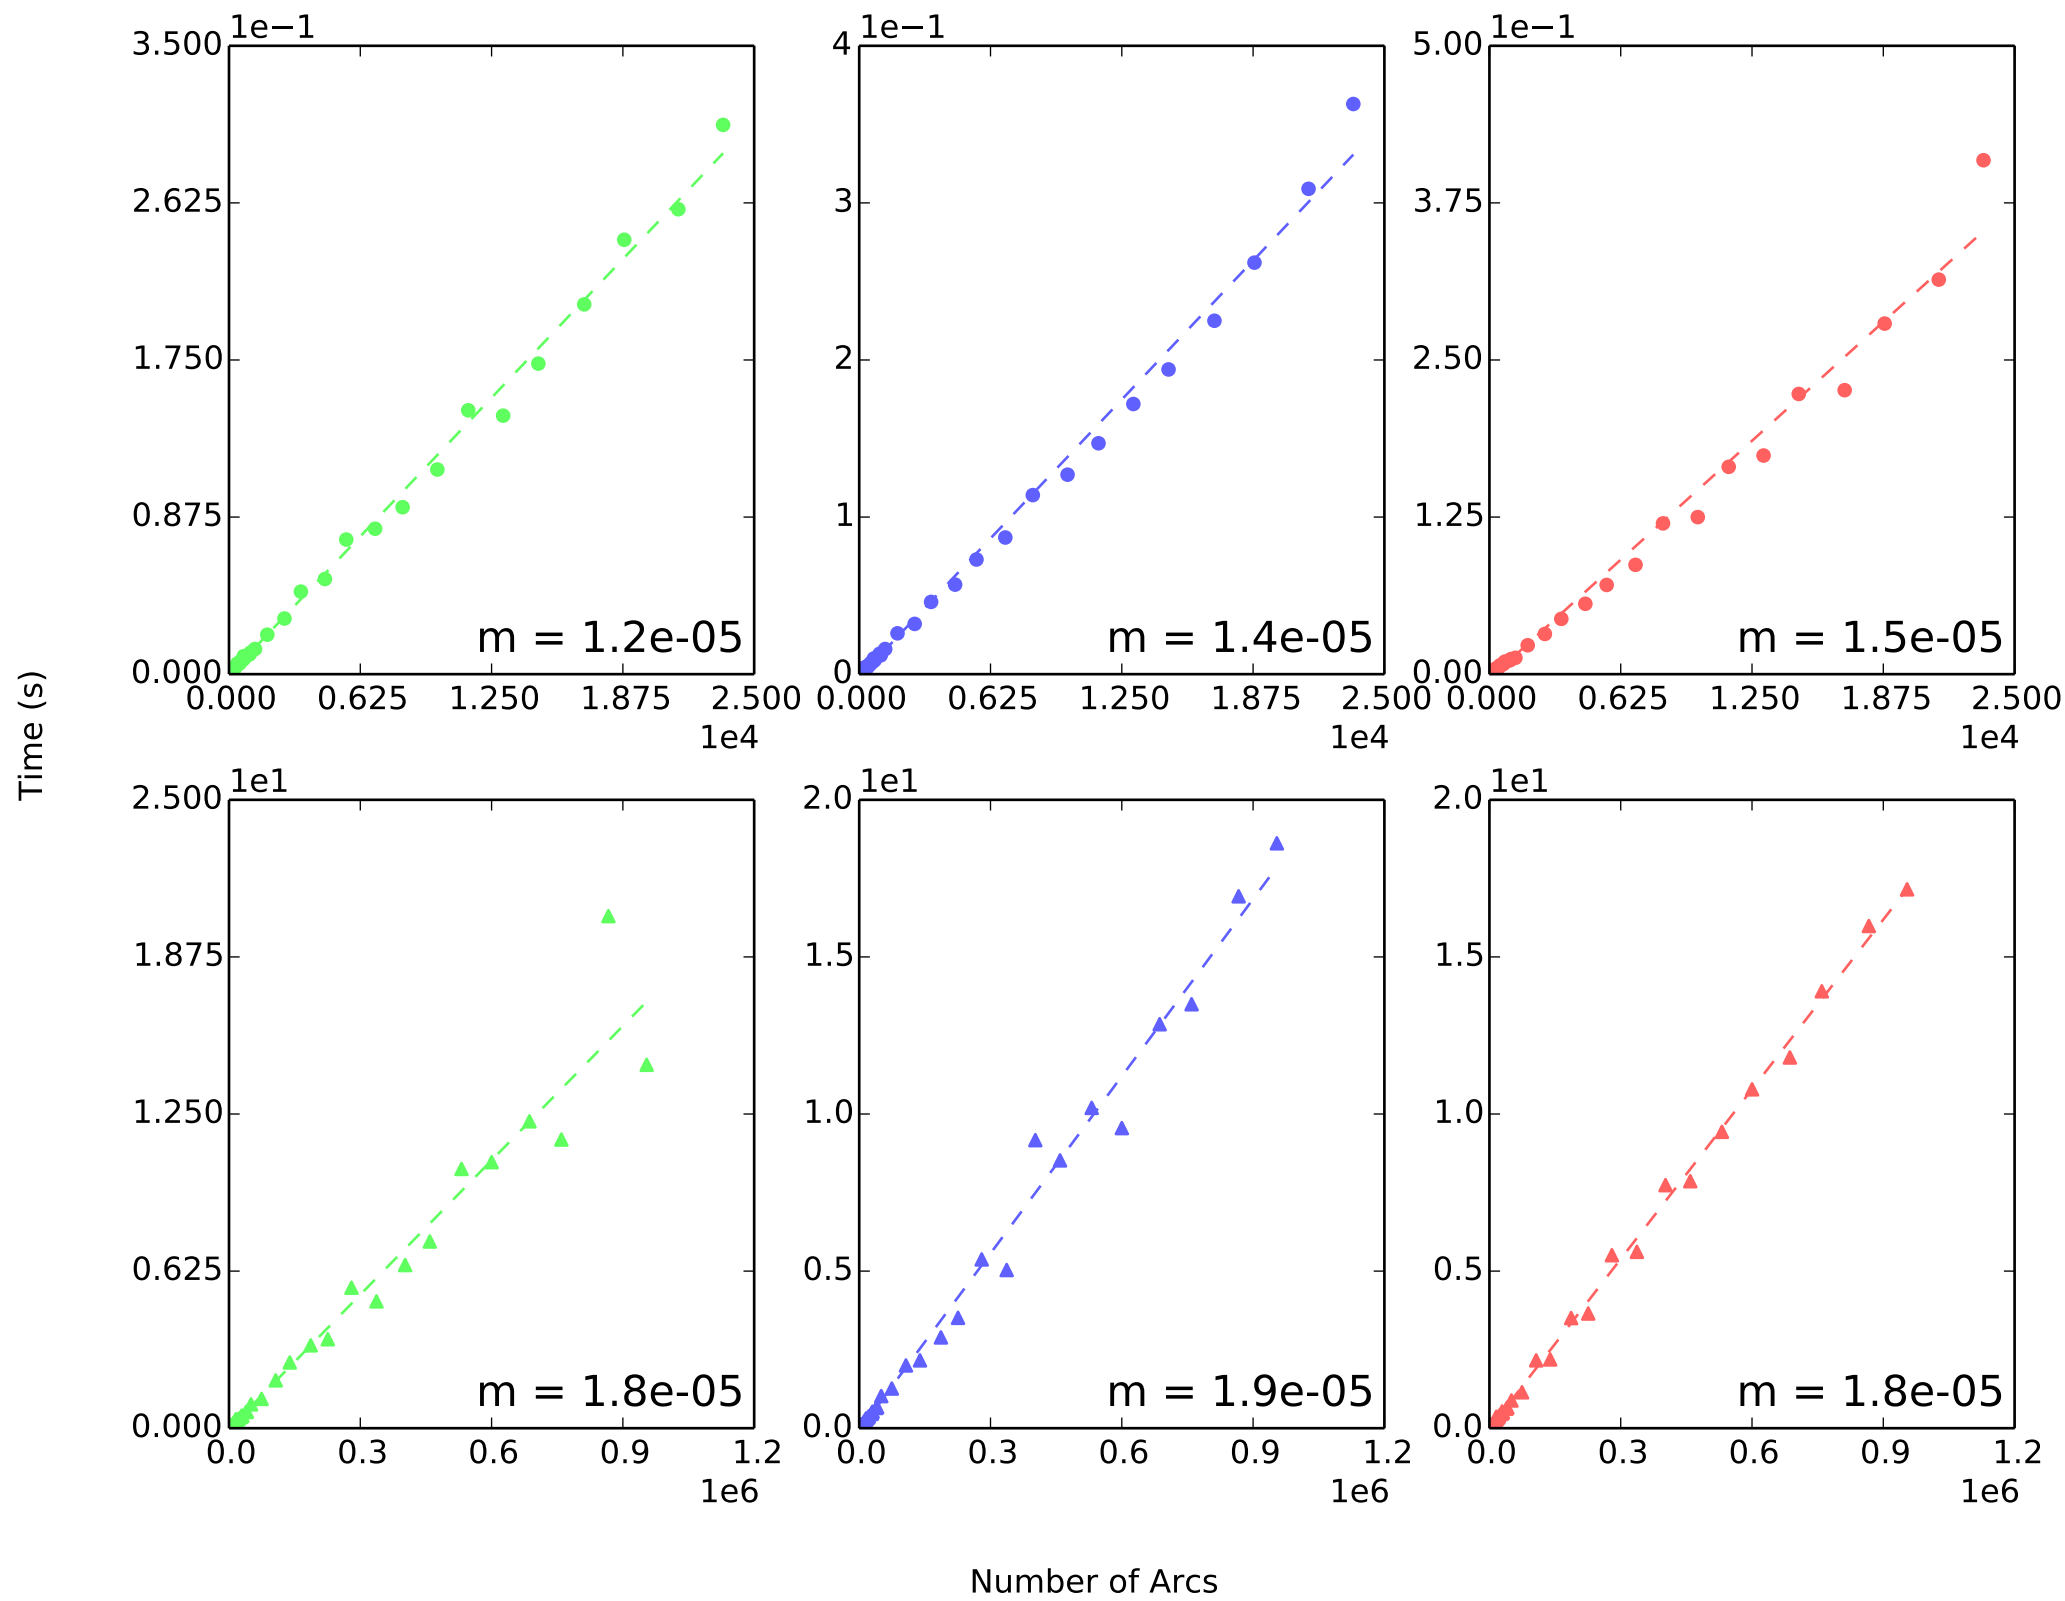 1e−1 1e−1 1e−1
3.500 4 5.00
2.625 3 3.75
1.750 2 2.50
0.875 1 1.25
m = 1.2e-05 m = 1.4e-05 m = 1.5e-05
0.000 0 0.00
0.000 0.625 1.250 1.875 2.500 0.000 0.625 1.250 1.875 2.500 0.000 0.625 1.250 1.875 2.500
1e4 1e4 1e4
Time (s)
1e1 1e1 1e1
2.500 2.0 2.0
1.875 1.5 1.5
1.250 1.0 1.0
0.625 0.5 0.5
m = 1.8e-05 m = 1.9e-05 m = 1.8e-05
0.000 0.0 0.0
0.0 0.3 0.6 0.9 1.2 0.0 0.3 0.6 0.9 1.2 0.0 0.3 0.6 0.9 1.2
1e6 1e6 1e6
Number of Arcs